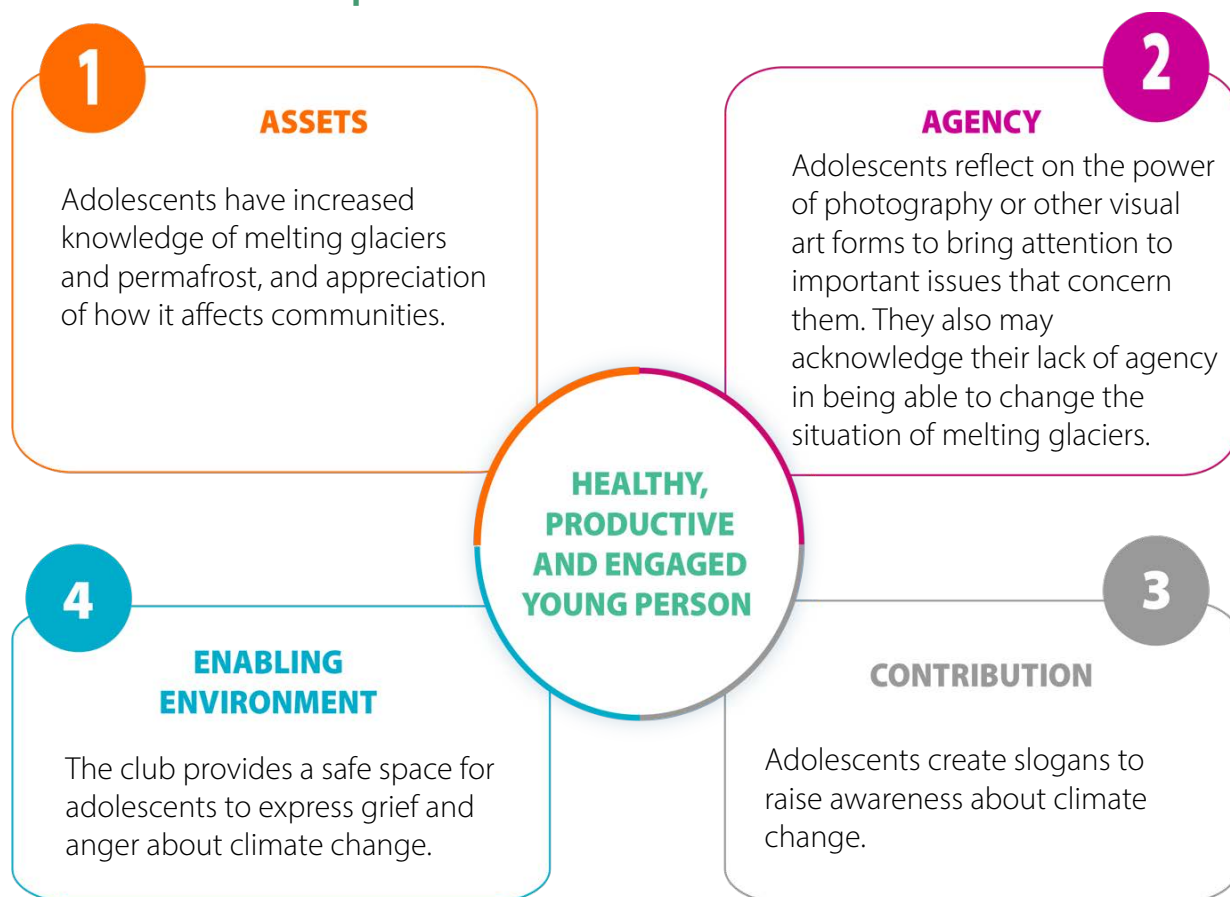 1
ASSETS
Adolescents have increased
knowledge of melting glaciers
and permafrost, and appreciation
of how it affects communities.
2
AGENCY
Adolescents reflect on the power
of photography or other visual
art forms to bring attention to
important issues that concern
them. They also may
acknowledge their lack of agency
in being able to change the
situation of melting glaciers.
HEALTHY,
PRODUCTIVE
AND ENGAGED
YOUNG PERSON
4
ENABLING
ENVIRONMENT
The club provides a safe space for
adolescents to express grief and
anger about climate change.
3
CONTRIBUTION
Adolescents create slogans to
raise awareness about climate
change.